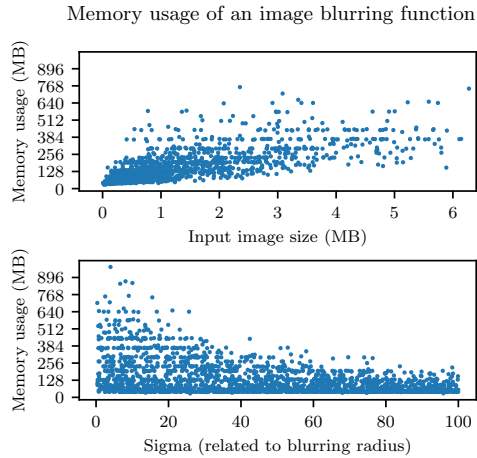 Memory usage of an image blurring function
Memory usage (MB)
896
768
640
512
384
256
128
0
0 1 2 3 4 5 6
Input image size (MB)
Memory usage (MB)
896
768
640
512
384
256
128
0
0 20 40 60 80 100
Sigma (related to blurring radius)